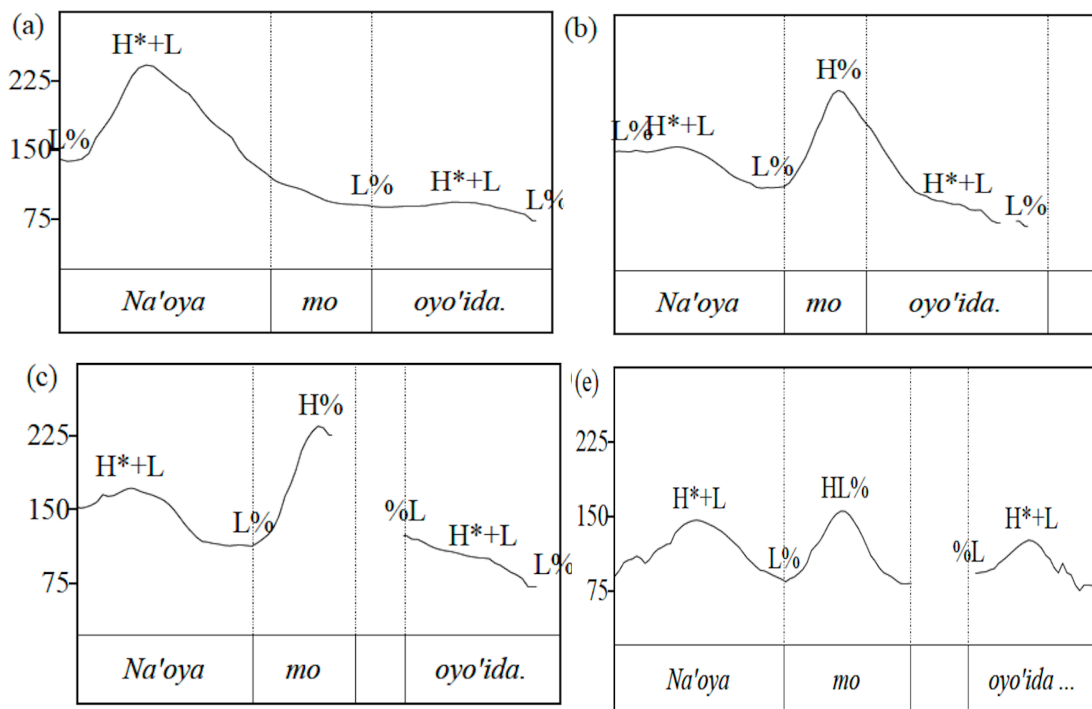 (a)
H*+L
225
L%
150
L%
H*+L
L%
75
Na'oya mo oyo'ida.
(b)
H%
L% H*+L
L%
H*+L
L%
Na'oya mo oyo'ida.
(c)
H%
225
H*+L
150
L%
%L
H*+L
L%
75
Na'oya mo oyo'ida.
(e)
225
H*+L
HL%
H*+L
150
L%
%L
75
Na'oya mo oyo'ida ...